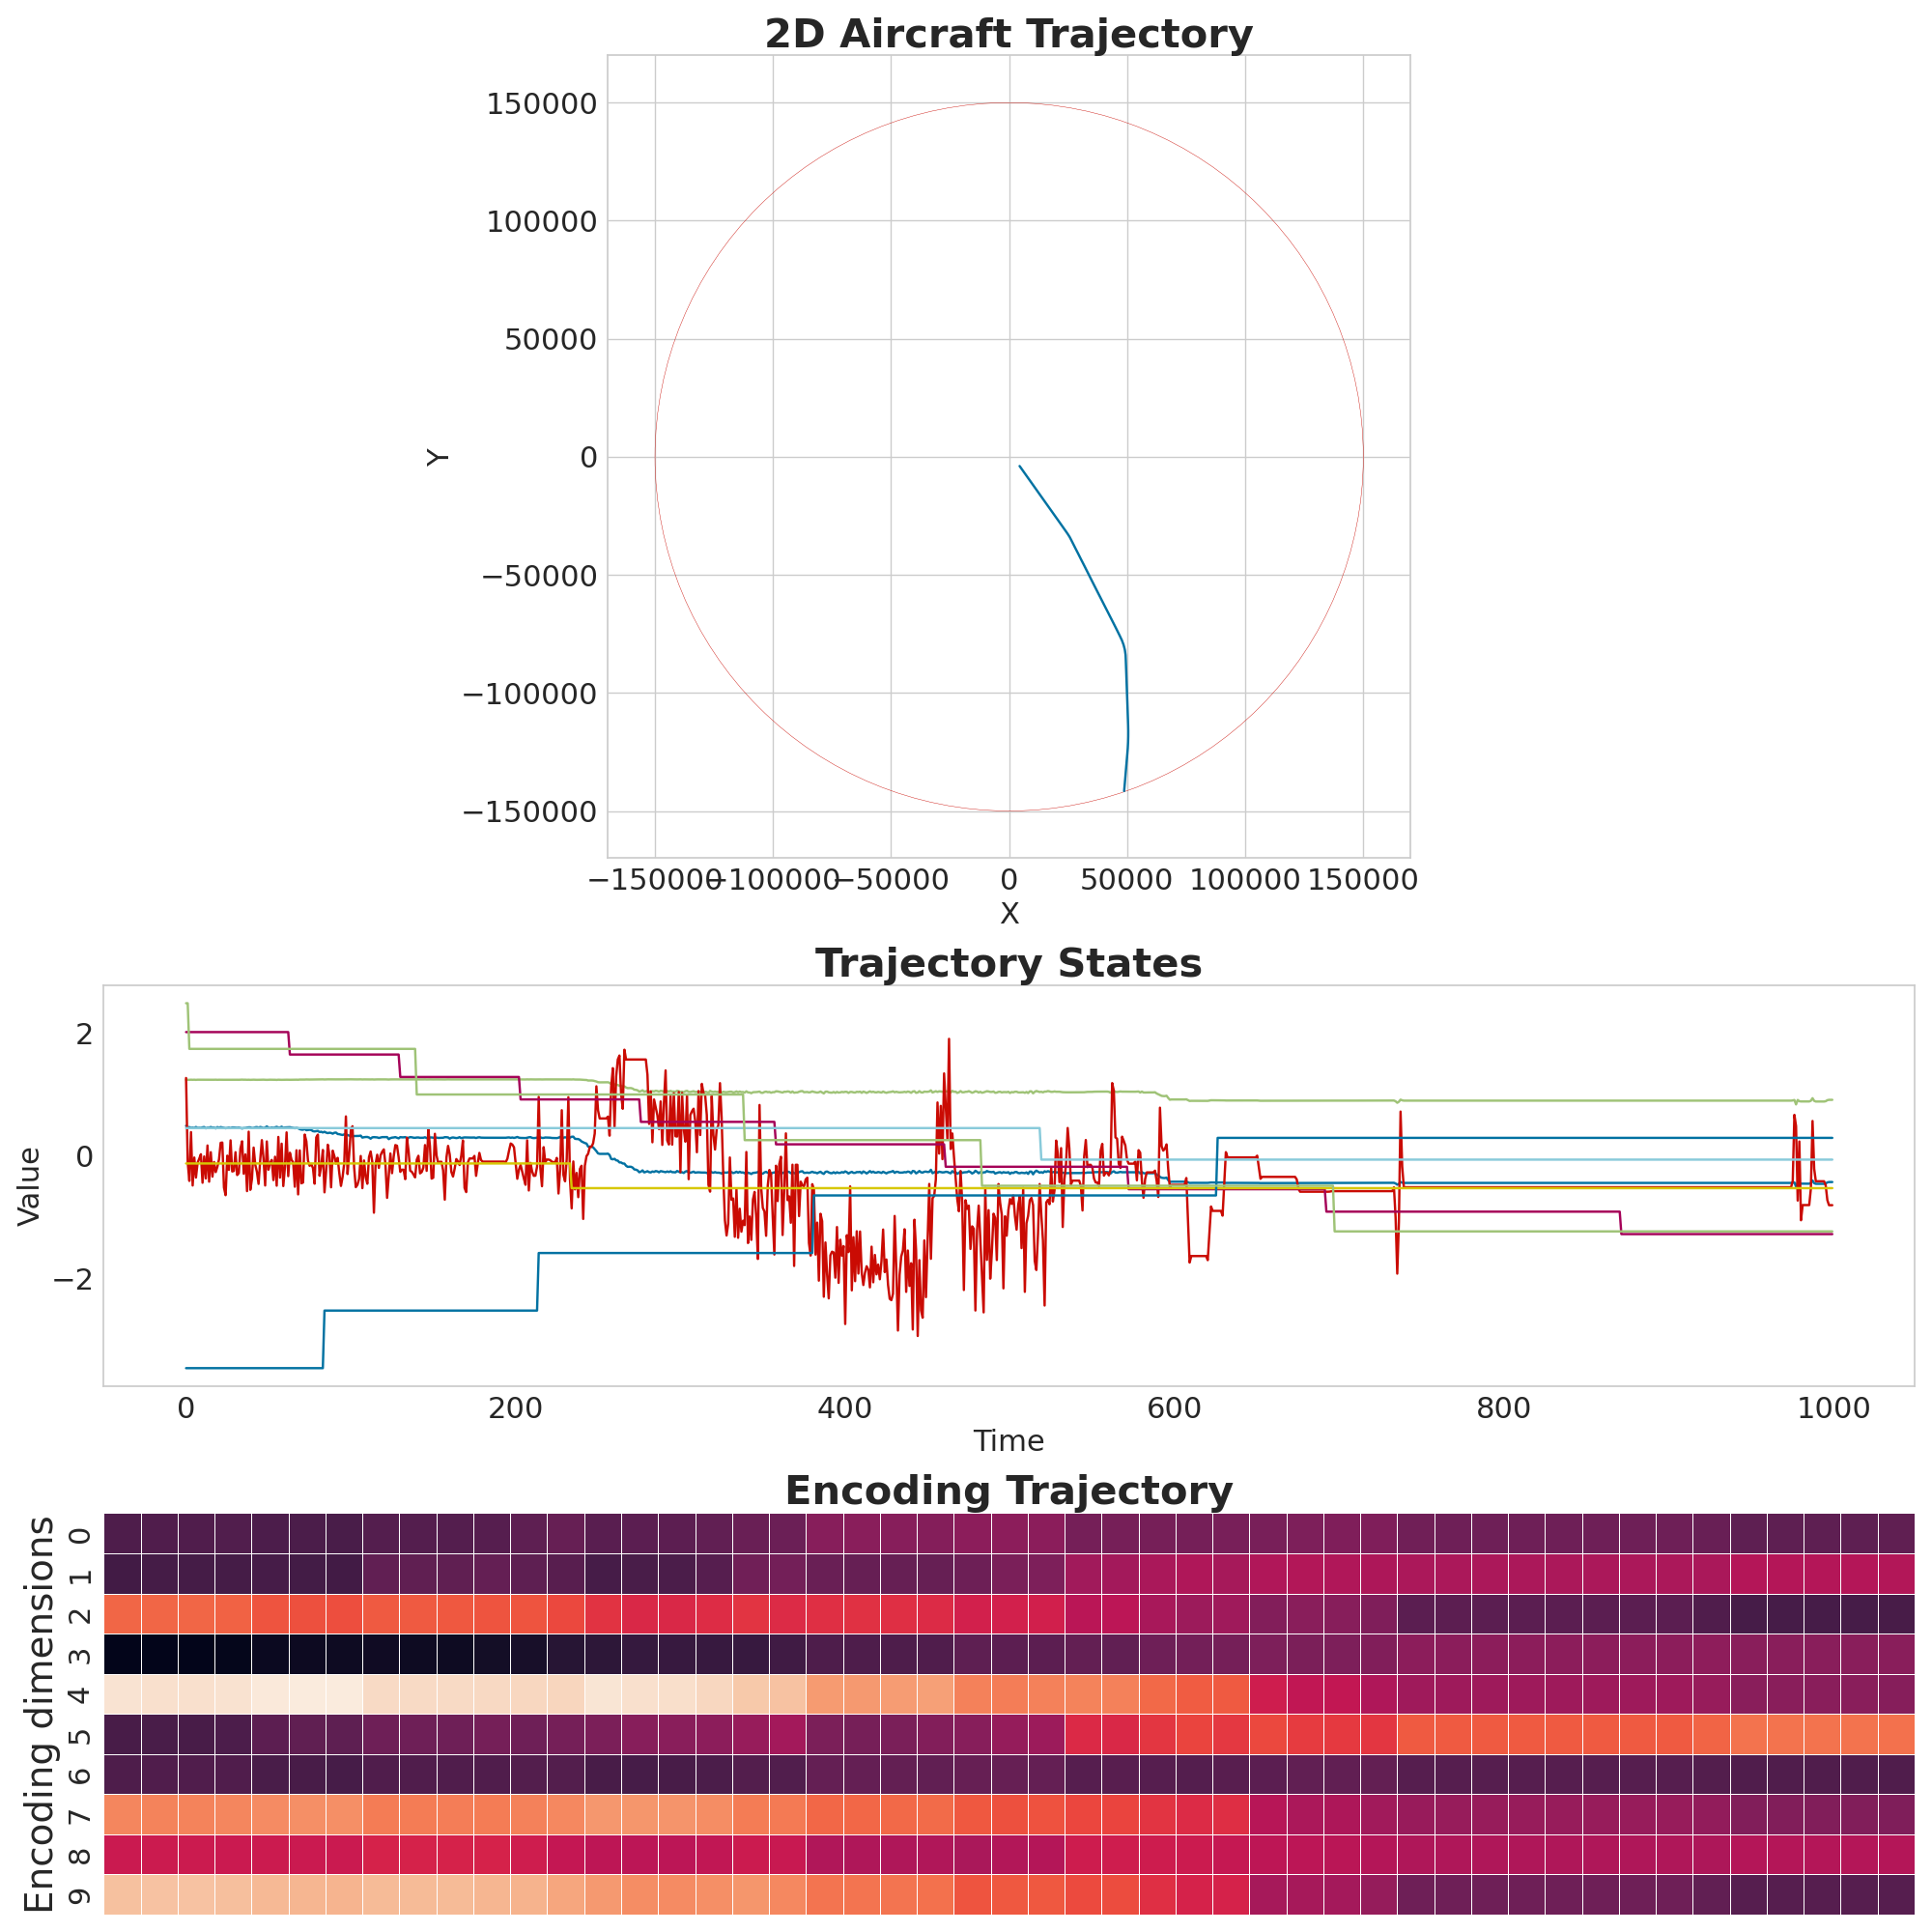 2D Aircraft Trajectory
150000
100000
50000
0
−50000
−100000
−150000
Y
−150000 −100000 −50000 0 50000 100000 150000
X
Trajectory States
2
0
−2
Value
0 200 400 600 800 1000
Time
Encoding Trajectory
Encoding dimensions
0
1
2
3
4
5
6
7
8
9